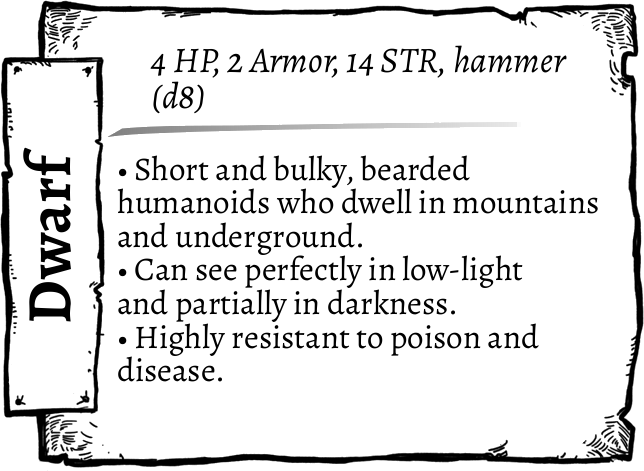 Dwarf
4 HP, 2 Armor, 14 STR, hammer
(d8)
• Short and bulky, bearded
humanoids who dwell in mountains
and underground.
• Can see perfectly in low-light
and partially in darkness.
• Highly resistant to poison and
disease.